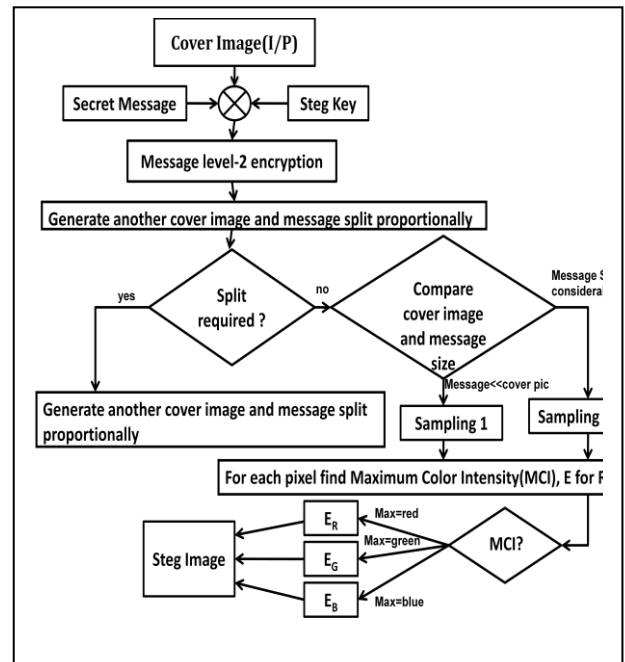 Cover Image(I/P)
Secret Message
Steg Key
Message level-2 encryption
Generate another cover image and message split proportionally
yes
Split
required ?
no
Compare
cover image
and message
size
Message
Message<<cover pic
Generate another cover image and message split
proportionally
Sampling 1
Sampling
For each pixel find Maximum Color Intensity(MCI), E for
MCI?
Max=red
Max=green
Max=blue
E_R
E_G
E_B
Steg Image